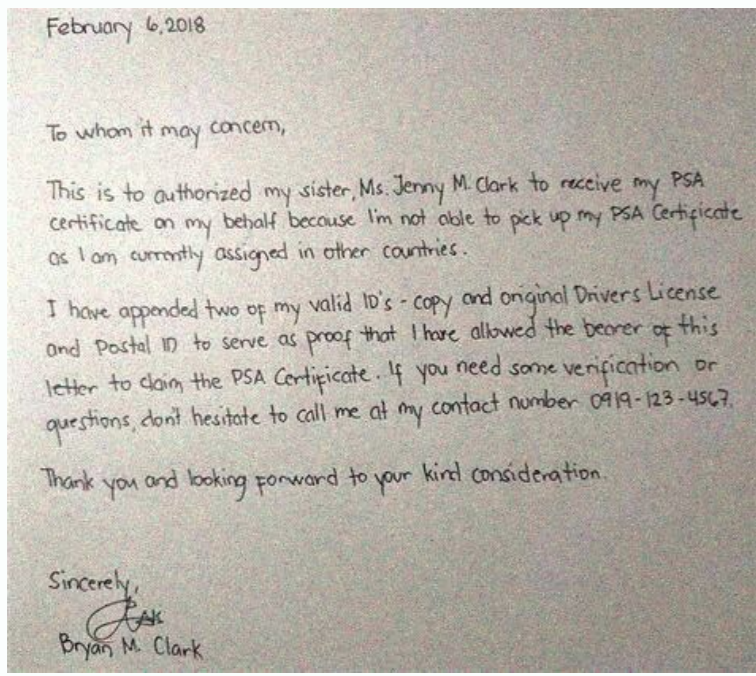 February 6, 2018
To whom it may concern,
This is to authorized my sister, Ms. Jenny M. Clark to receive my PSA
certificate on my behalf because I'm not able to pick up my PSA Certificate
as I am currently assigned in other countries.
I have appended two of my valid ID's - copy and original Drivers License
and Postal ID to serve as proof that I have allowed the bearer of this
letter to claim the PSA Certificate. If you need some verification or
questions, don't hesitate to call me at my contact number 0919-123-4567.
Thank you and looking forward to your kind consideration.
Sincerely,
Bryan M. Clark